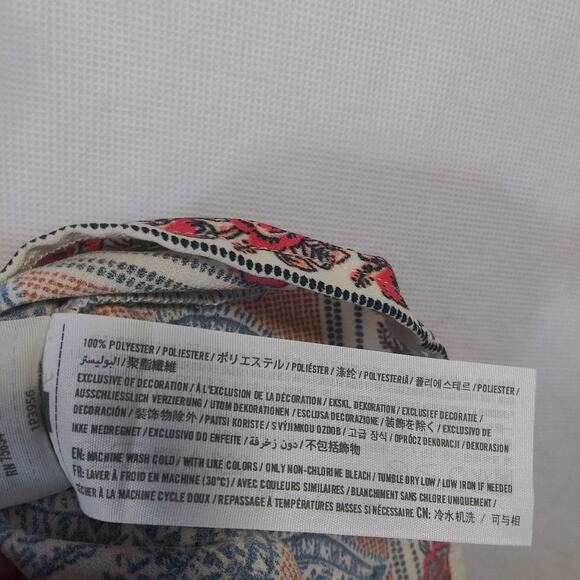 100% POLYESTER / POLIESTERE / ポリエステル / POLIÉSTER / 涤纶 / POLYESTERIÄ / 폴리에스테르 / POLYESTER /
البوليستر / 聚脂纖維
EXCLUSIVE OF DECORATION / À L'EXCLUSION DE LA DÉCORATION / EKSKL. DEKORATION / EXCLUSIEF DECORATIE /
AUSSCHLIESSLICH VERZIERUNG / UTOM DEKORATIONEN / ESCLUSA DECORAZIONE / 装飾を除く / EXCLUSIVO DE
DECORACIÓN / 装饰物除外 / PAITSI KORISTE / S VÝJIMKOU OZDOB / 고급 장식 / OPRÓCZ DEKORACJI / DEKORASJON
IKKE MEDREGNET / EXCLUSIVO DO ENFEITE / دون زخرفة / 不包括飾物
EN: MACHINE WASH COLD / WITH LIKE COLORS / ONLY NON-CHLORINE BLEACH / TUMBLE DRY LOW / LOW IRON IF NEEDED
FR: LAVER À FROID EN MACHINE (30°C) / AVEC COULEURS SIMILAIRES / BLANCHIMENT SANS CHLORE UNIQUEMENT /
SÉCHER À LA MACHINE CYCLE DOUX / REPASSAGE À TEMPÉRATURES BASSES SI NÉCESSAIRE CN: 冷水机洗 / 可与相
RN
183956